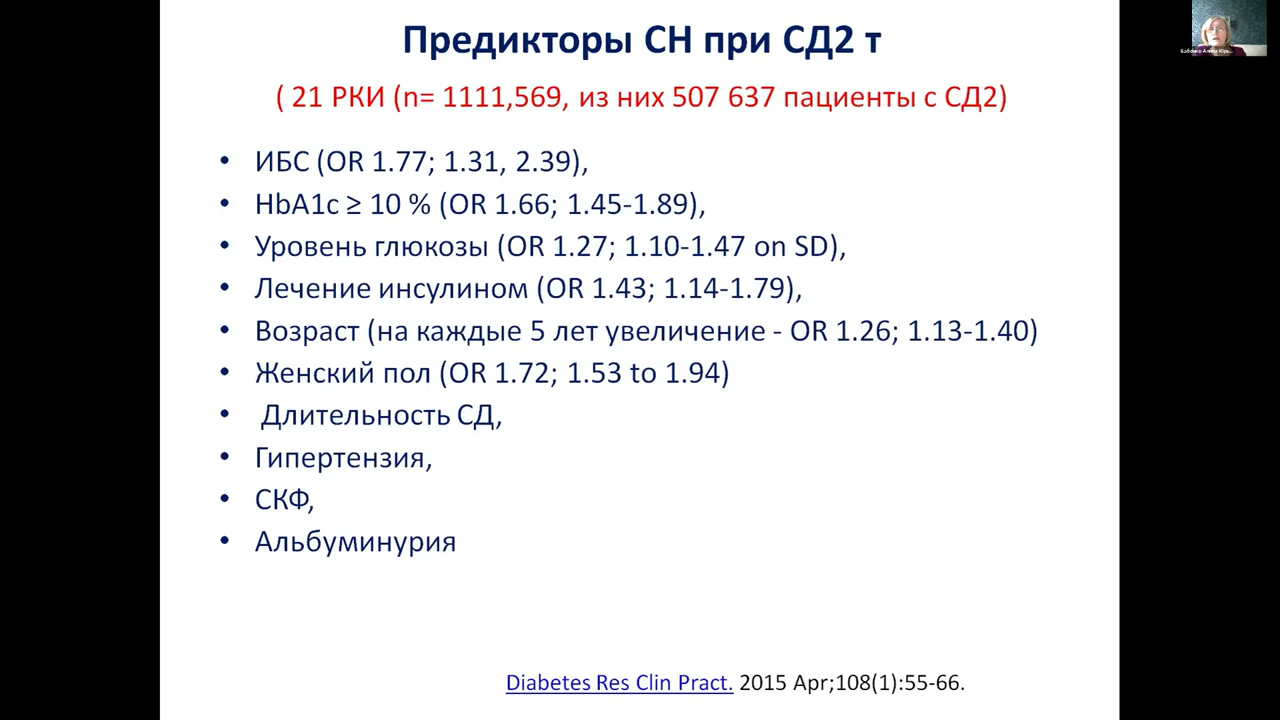 Предикторы СН при СД2 т
( 21 РКИ (n= 1111,569, из них 507 637 пациенты с СД2)
• ИБС (OR 1.77; 1.31, 2.39),
• HbA1c ≥ 10 % (OR 1.66; 1.45-1.89),
• Уровень глюкозы (OR 1.27; 1.10-1.47 on SD),
• Лечение инсулином (OR 1.43; 1.14-1.79),
• Возраст (на каждые 5 лет увеличение - OR 1.26; 1.13-1.40)
• Женский пол (OR 1.72; 1.53 to 1.94)
• Длительность СД,
• Гипертензия,
• СКФ,
• Альбуминурия
Diabetes Res Clin Pract. 2015 Apr;108(1):55-66.